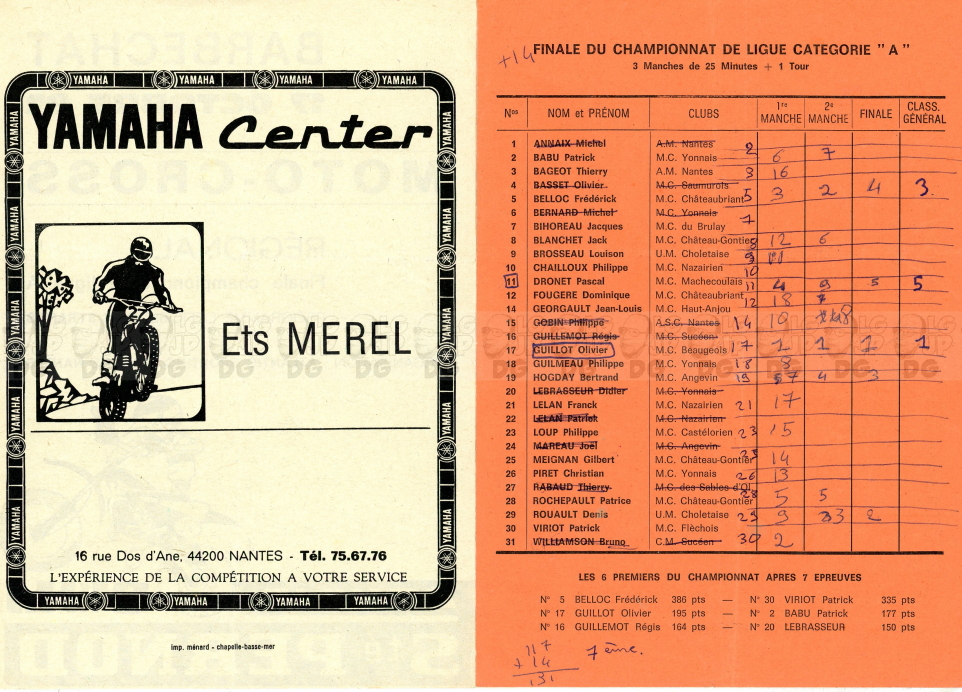 YAMAHA YAMAHA YAMAHA YAMAHA
YAMAHA Center
Ets MEREL
16 rue Dos d'Ane, 44200 NANTES - Tél. 75.67.76
L'EXPÉRIENCE DE LA COMPÉTITION A VOTRE SERVICE
YAMAHA YAMAHA YAMAHA YAMAHA
imp. ménard - chapelle-basse-mer
+14
FINALE DU CHAMPIONNAT DE LIGUE CATEGORIE "A"
3 Manches de 25 Minutes + 1 Tour
Nos NOM et PRÉNOM CLUBS 1re MANCHE 2e MANCHE FINALE CLASS. GÉNÉRAL
1 ANNAIX Michel A.M. Nantes
2 BABU Patrick M.C. Yonnais 2 6 7
3 BAGEOT Thierry A.M. Nantes 3 16
4 BASSET Olivier M.C. Saumurois
5 BELLOC Frédérick M.C. Châteaubriant 5 3 2 4 3
6 BERNARD Michel M.C. Yonnais
7 BIHOREAU Jacques M.C. du Brulay 7
8 BLANCHET Jack M.C. Château-Gontier 12 6
9 BROSSEAU Louison U.M. Choletaise 9 11
10 CHAILLOUX Philippe M.C. Nazairien 10
11 DRONET Pascal M.C. Machecoulais 11 4 9 5 5
12 FOUGERE Dominique M.C. Châteaubriant 12 18
14 GEORGAULT Jean-Louis M.C. Haut-Anjou 14 10
15 GOBIN Philippe A.S.C. Nantes
16 GUILLEMOT Régis M.C. Sucéen
17 GUILLOT Olivier M.C. Beaugeois 17 1 1 1 1
18 GUILMEAU Philippe M.C. Yonnais 18 8
19 HOGDAY Bertrand M.C. Angevin 19 7 4 3
20 LEBRASSEUR Didier M.C. Yonnais
21 LELAN Franck M.C. Nazairien 21 17
22 LELAN Patrick M.C. Nazairien
23 LOUP Philippe M.C. Castélorien 23 15
24 MAREAU Joël M.C. Angevin
25 MEIGNAN Gilbert M.C. Château-Gontier 25 14
26 PIRET Christian M.C. Yonnais 26 13
27 RABAUD Thierry M.C. des Sables d'Ol.
28 ROCHEPAULT Patrice M.C. Château-Gontier 28 5 5
29 ROUAULT Denis U.M. Choletaise 29 9 3 2
30 VIRIOT Patrick M.C. Flèchois 30 2
31 WILLIAMSON Bruno C.M. Sucéen
LES 6 PREMIERS DU CHAMPIONNAT APRES 7 EPREUVES
N° 5 BELLOC Frédérick 386 pts — N° 30 VIRIOT Patrick 335 pts
N° 17 GUILLOT Olivier 195 pts — N° 2 BABU Patrick 177 pts
N° 16 GUILLEMOT Régis 164 pts — N° 20 LEBRASSEUR 150 pts
117 7ème.
+ 14
131